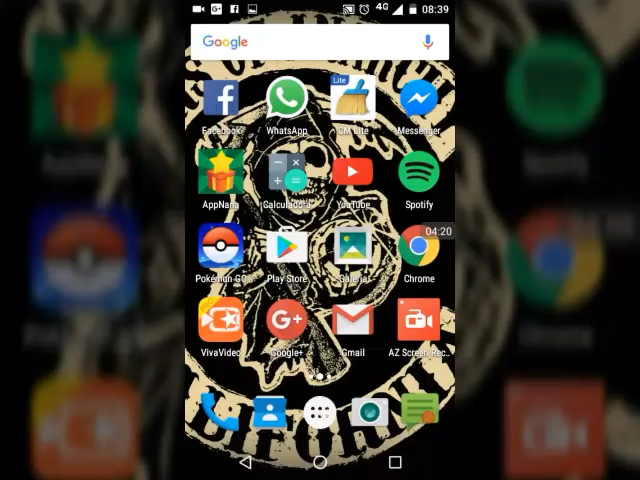 4G 08:39
Google
Lite
Facebook WhatsApp CM Lite Messenger
AppNana Calculadora YouTube Spotify
04:20
Pokémon GO Play Store Galeria Chrome
VivaVideo Google+ Gmail AZ Screen Rec..